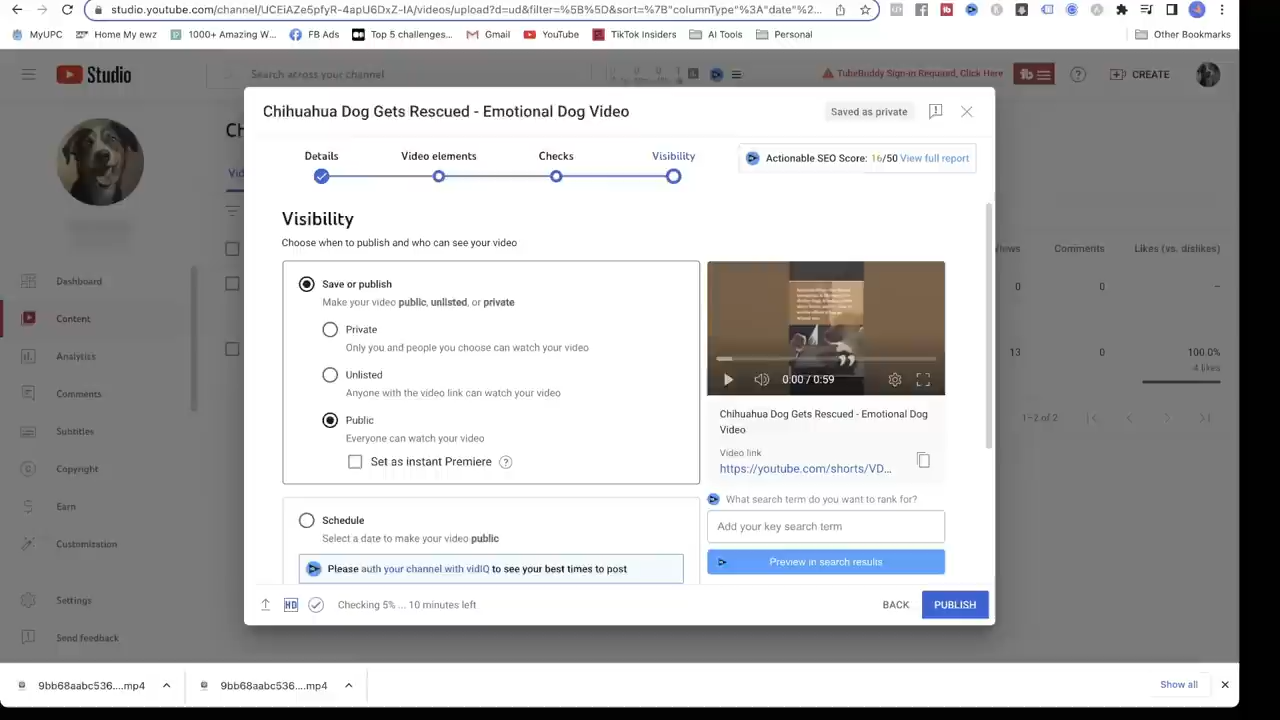 studio.youtube.com/channel/UCEiAZe5pfyR-4apU6DxZ-IA/videos/upload?d=ud&filter=%5B%5D&sort=%7B"columnType"%3A"date"%2...
MyUPC
Home My ewz
1000+ Amazing W...
FB Ads
Top 5 challenges...
Gmail
YouTube
TikTok Insiders
AI Tools
Personal
Other Bookmarks
Studio
Search across your channel
TubeBuddy Sign-in Required, Click Here
tb
CREATE
Chihuahua Dog Gets Rescued - Emotional Dog Video
Saved as private
Details
Video elements
Checks
Visibility
Actionable SEO Score: 16/50 View full report
Visibility
Choose when to publish and who can see your video
Save or publish
Make your video public, unlisted, or private
Private
Only you and people you choose can watch your video
Unlisted
Anyone with the video link can watch your video
Public
Everyone can watch your video
Set as instant Premiere
Schedule
Select a date to make your video public
Please auth your channel with vidIQ to see your best times to post
0:00 / 0:59
Chihuahua Dog Gets Rescued - Emotional Dog
Video
Video link
https://youtube.com/shorts/VD...
What search term do you want to rank for?
Add your key search term
Preview in search results
HD
Checking 5% ... 10 minutes left
BACK
PUBLISH
Dashboard
Content
Analytics
Comments
Subtitles
Copyright
Earn
Customization
Settings
Send feedback
Comments
Likes (vs. dislikes)
0
0
–
13
0
100.0%
4 likes
1–2 of 2
9bb68aabc536....mp4
9bb68aabc536....mp4
Show all